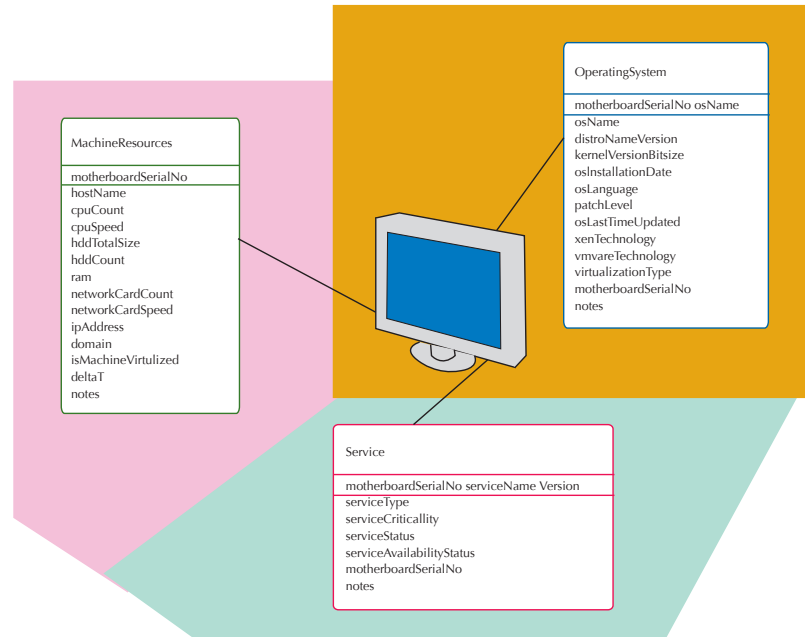 MachineResources
motherboardSerialNo
hostName
cpuCount
cpuSpeed
hddTotalSize
hddCount
ram
networkCardCount
networkCardSpeed
ipAddress
domain
isMachineVirtulized
deltaT
notes
OperatingSystem
motherboardSerialNo osName
osName
distroNameVersion
kernelVersionBitsize
osInstallationDate
osLanguage
patchLevel
osLastTimeUpdated
xenTechnology
vmvareTechnology
virtualizationType
motherboardSerialNo
notes
Service
motherboardSerialNo serviceName Version
serviceType
serviceCriticallity
serviceStatus
serviceAvailabilityStatus
motherboardSerialNo
notes